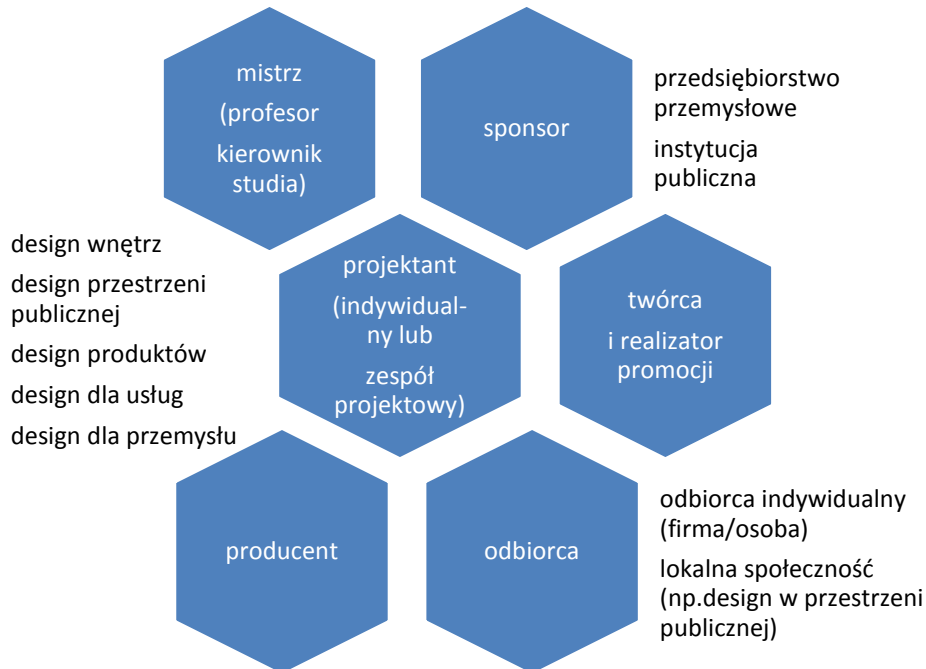 mistrz
(profesor
kierownik
studia)
sponsor
przedsiębiorstwo
przemysłowe
instytucja
publiczna
design wnętrz
design przestrzeni
publicznej
design produktów
design dla usług
design dla przemysłu
projektant
(indywidual-
ny lub
zespół
projektowy)
twórca
i realizator
promocji
producent
odbiorca
odbiorca indywidualny
(firma/osoba)
lokalna społeczność
(np.design w przestrzeni
publicznej)